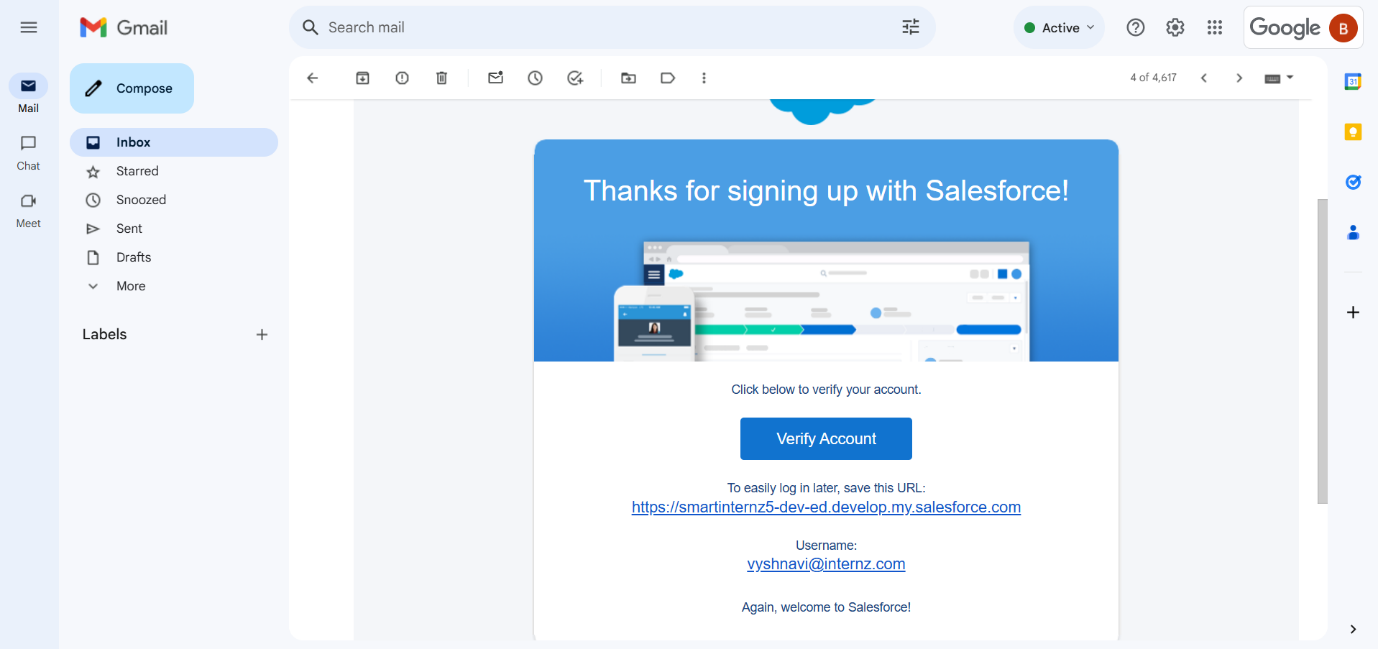 Gmail
Search mail
Active
Google
B
Mail
Chat
Meet
Compose
Inbox
Starred
Snoozed
Sent
Drafts
More
Labels
4 of 4,617
31
Thanks for signing up with Salesforce!
Click below to verify your account.
Verify Account
To easily log in later, save this URL:
https://smartinternz5-dev-ed.develop.my.salesforce.com
Username:
vyshnavi@internz.com
Again, welcome to Salesforce!